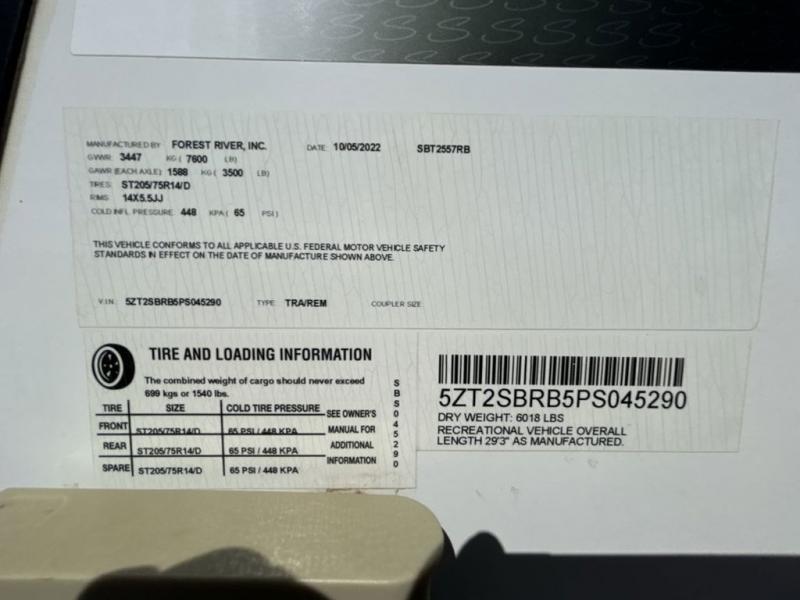 MANUFACTURED BY FOREST RIVER, INC. DATE 10/05/2022 SBT2557RB
GVWR: 3447 KG ( 7600 LB)
GAWR (EACH AXLE) 1588 KG ( 3500 LB)
TIRES: ST205/75R14/D
RIMS 14X5.5JJ
COLD INFL. PRESSURE: 448 KPA ( 65 PSI)
THIS VEHICLE CONFORMS TO ALL APPLICABLE U.S. FEDERAL MOTOR VEHICLE SAFETY
STANDARDS IN EFFECT ON THE DATE OF MANUFACTURE SHOWN ABOVE.
V.I.N. 5ZT2SBRB5PS045290 TYPE: TRA/REM COUPLER SIZE
TIRE AND LOADING INFORMATION
The combined weight of cargo should never exceed
699 kgs or 1540 lbs.
TIRE SIZE COLD TIRE PRESSURE
FRONT ST205/75R14/D 65 PSI / 448 KPA
REAR ST205/75R14/D 65 PSI / 448 KPA
SPARE ST205/75R14/D 65 PSI / 448 KPA
SEE OWNER'S
MANUAL FOR
ADDITIONAL
INFORMATION
SBS045290
5ZT2SBRB5PS045290
DRY WEIGHT: 6018 LBS
RECREATIONAL VEHICLE OVERALL
LENGTH 29'3" AS MANUFACTURED.